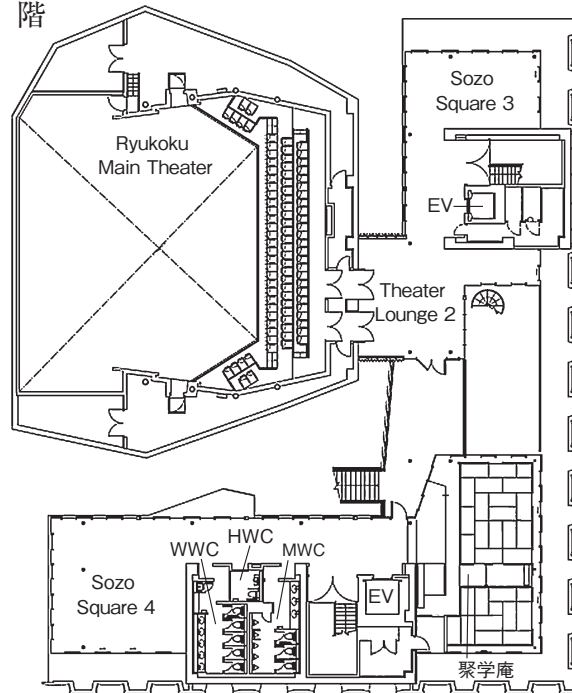 階
Ryukoku
Main Theater
Sozo
Square 3
EV
Theater
Lounge 2
WWC
HWC
MWC
Sozo
Square 4
EV
聚学庵